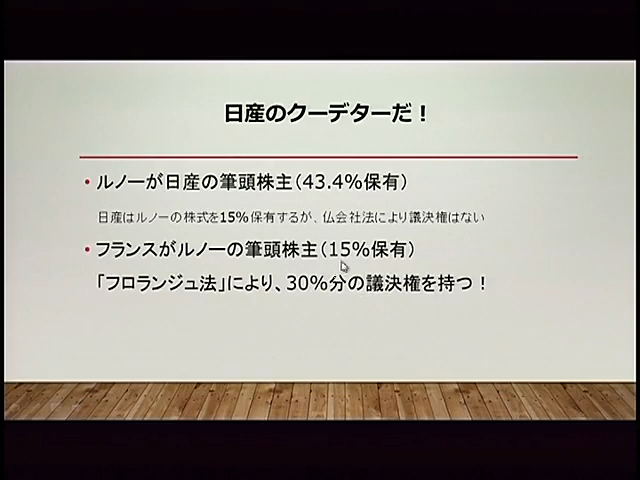 日産のクーデターだ！
• ルノーが日産の筆頭株主（43.4%保有）
日産はルノーの株式を15%保有するが、仏会社法により議決権はない
• フランスがルノーの筆頭株主（15%保有）
「フロランジュ法」により、30%分の議決権を持つ！